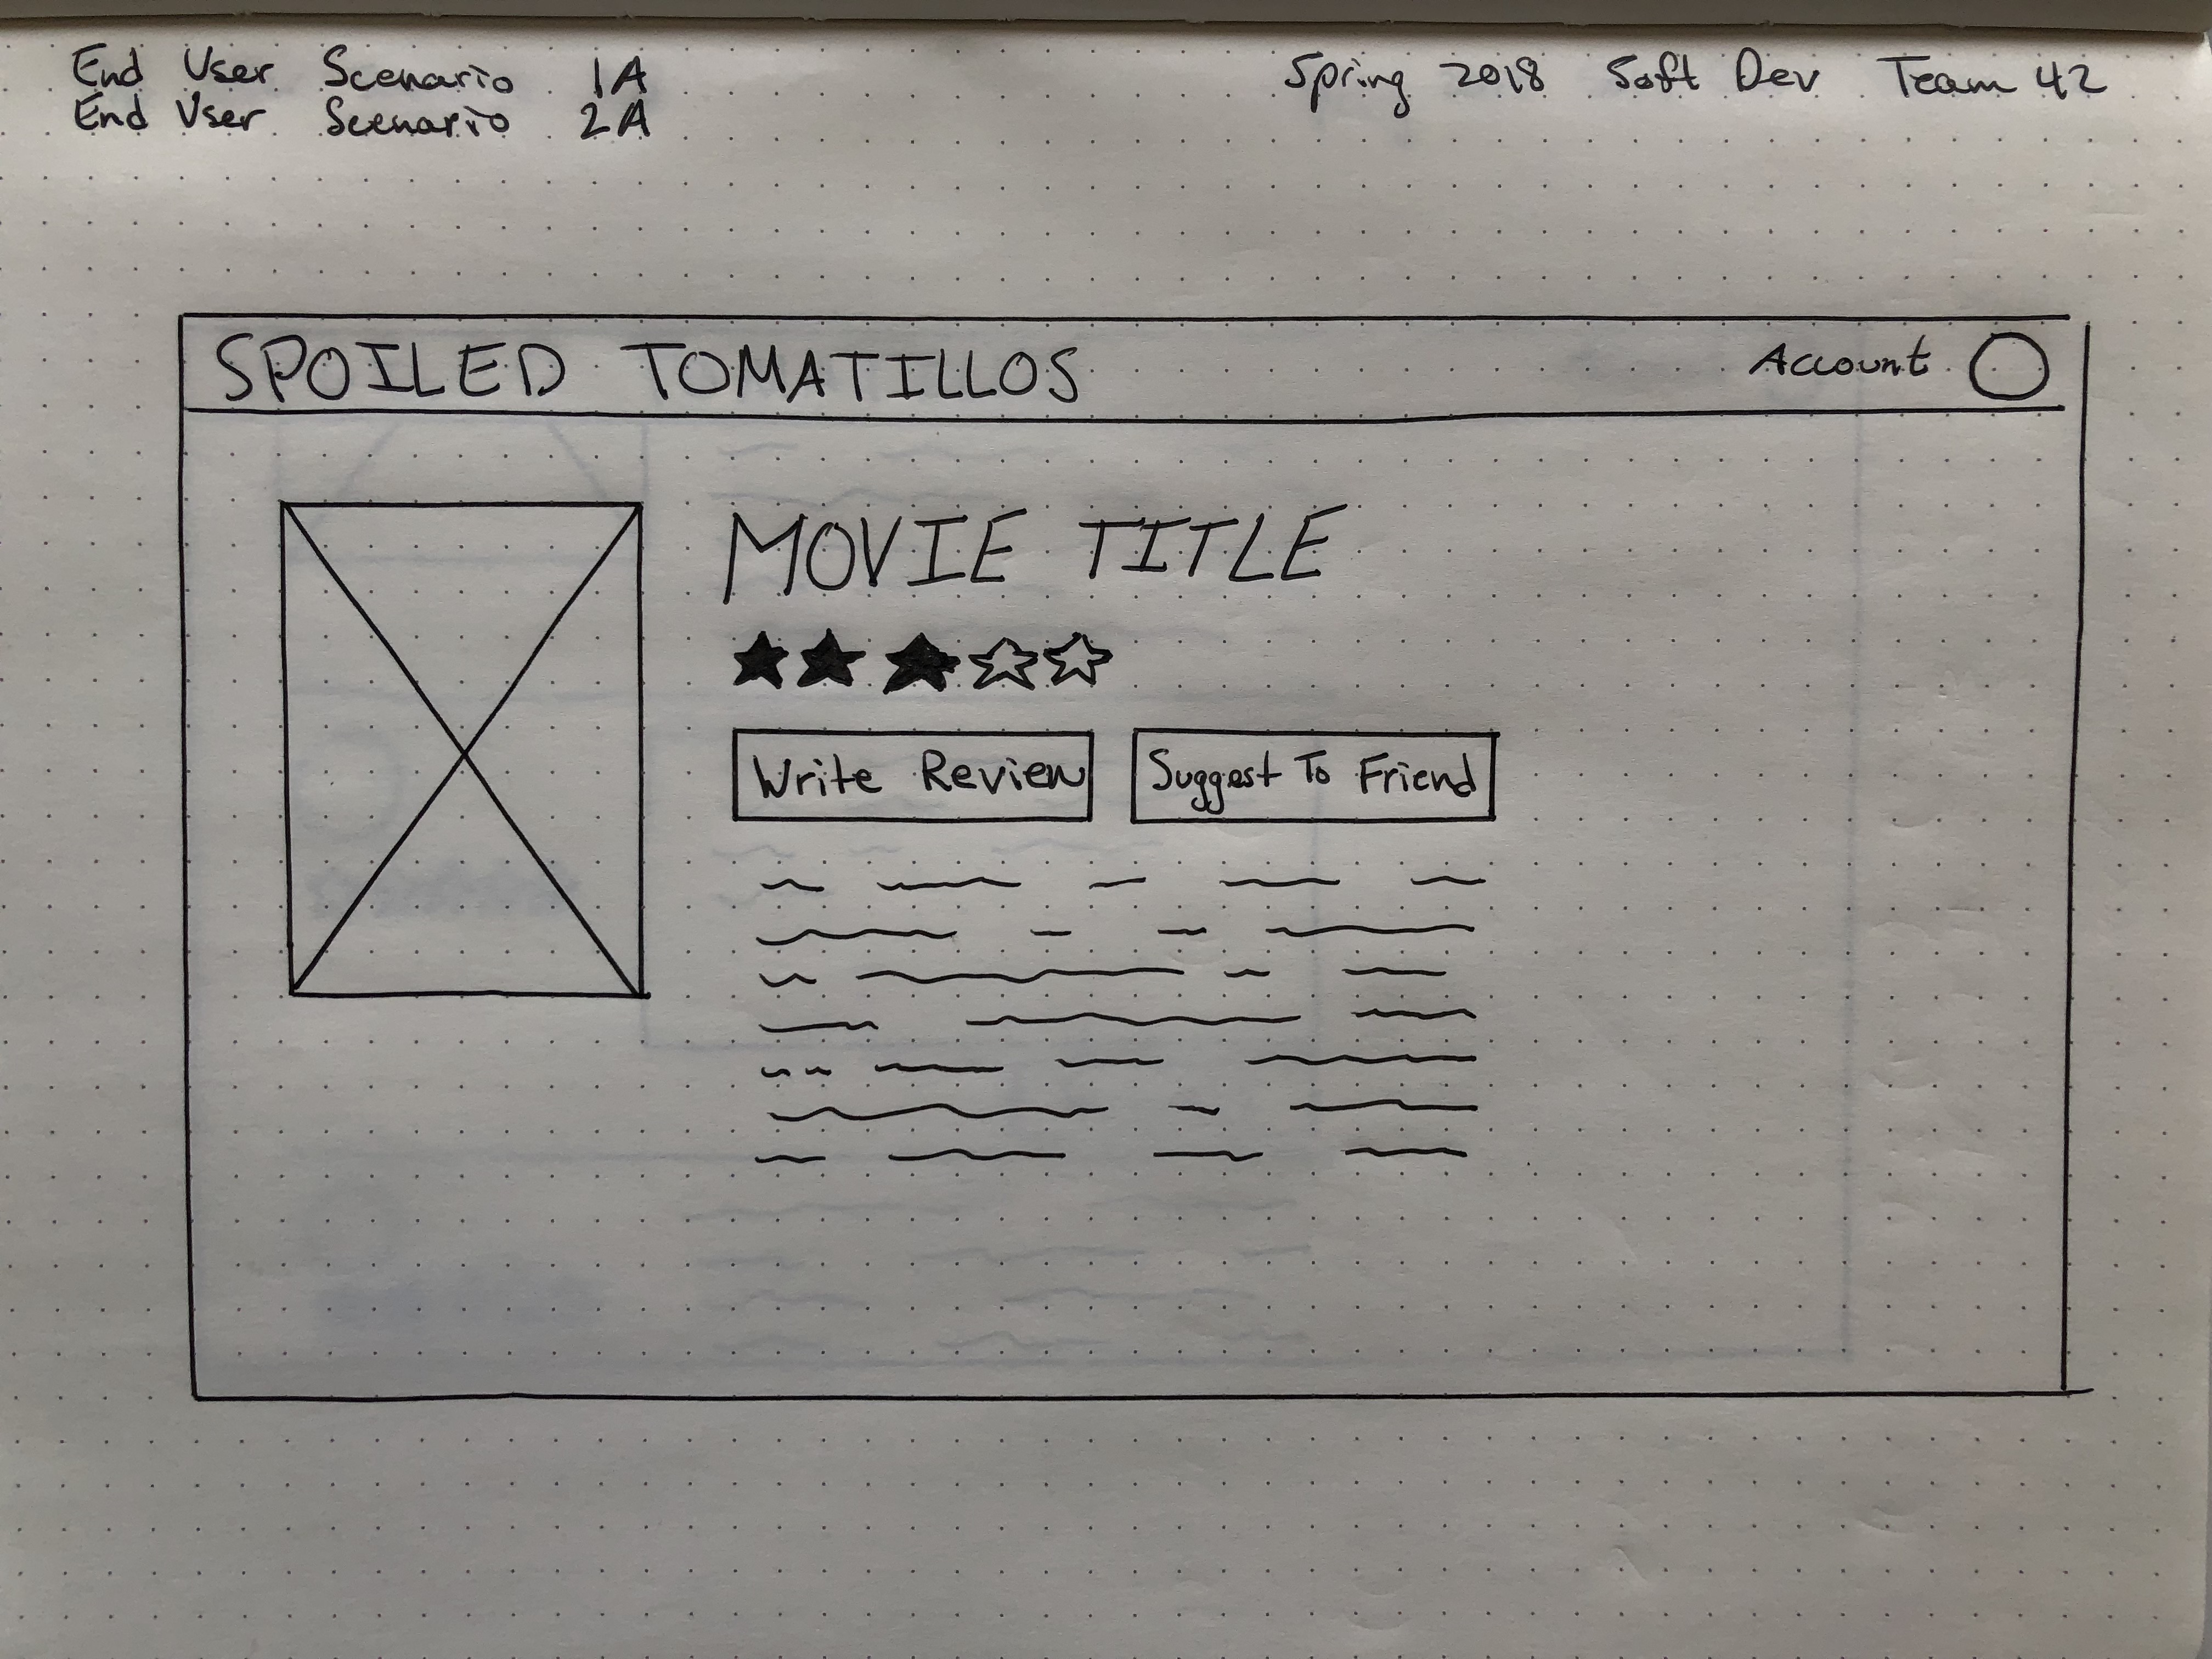 End User Scenario 1A
End User Scenario 2A
Spring 2018 Soft Dev Team 42
SPOILED TOMATILLOS
Account
MOVIE TITLE
Write Review
Suggest To Friend